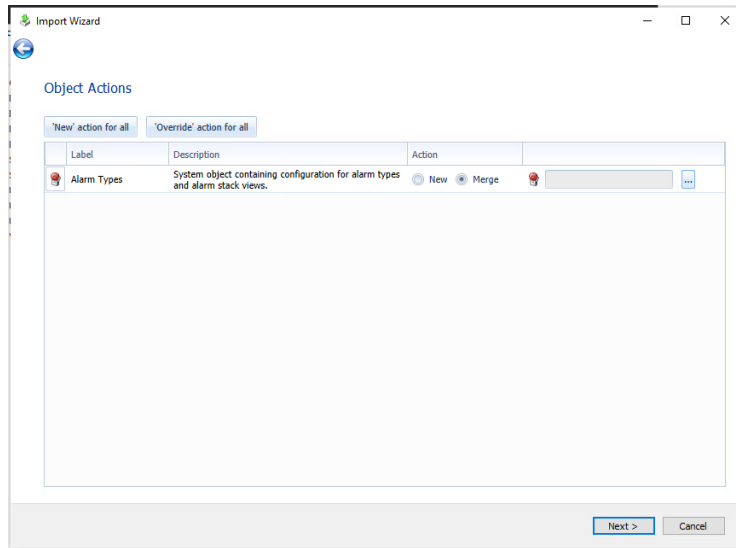 Import Wizard
Object Actions
'New' action for all 'Override' action for all
Label Description Action
Alarm Types System object containing configuration for alarm types New Merge ...
and alarm stack views.
Next > Cancel